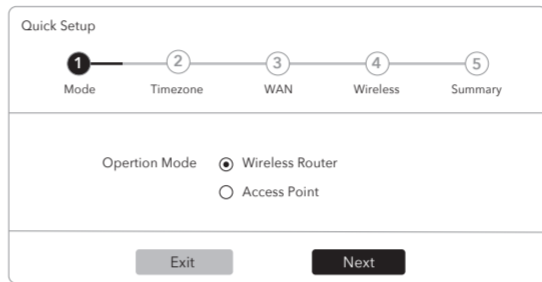 Quick Setup
1 2 3 4 5
Mode Timezone WAN Wireless Summary
Opertion Mode Wireless Router
Access Point
Exit Next